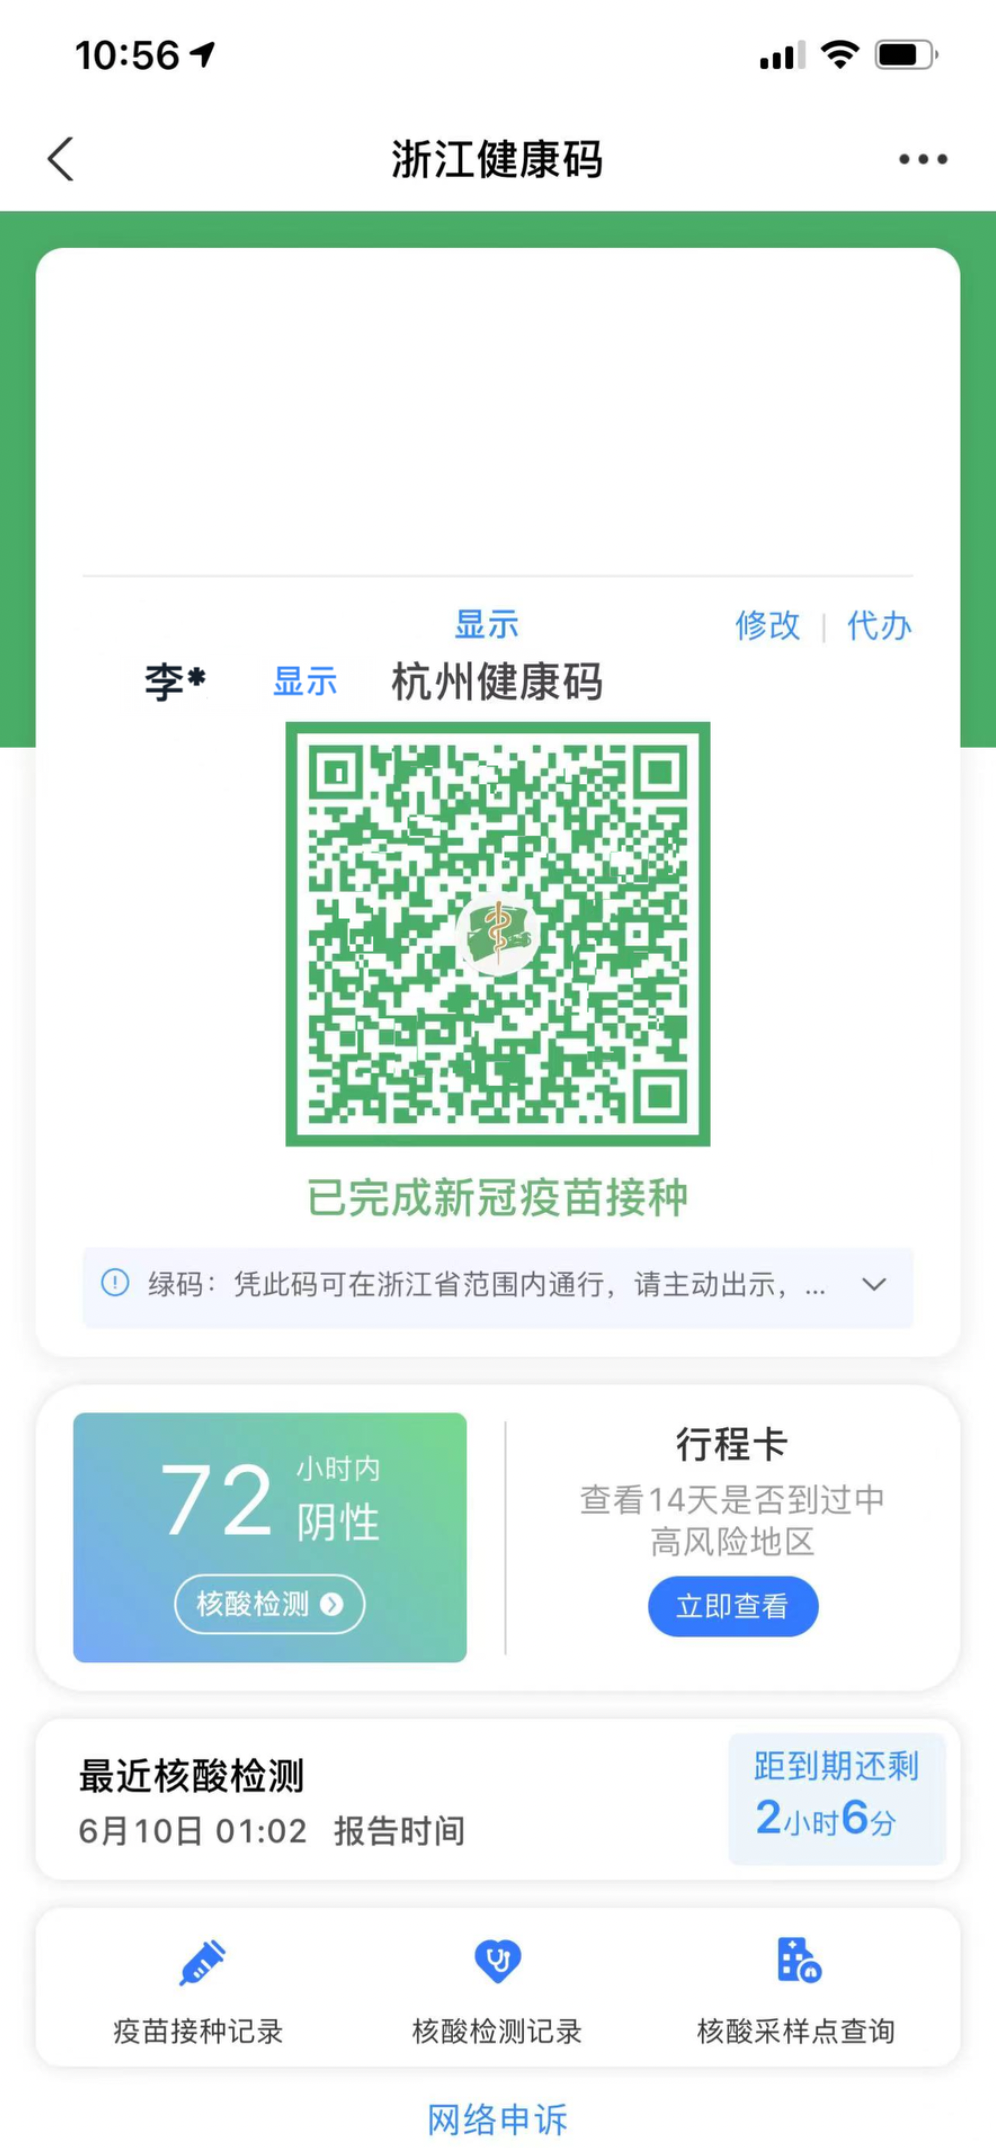 10:56
浙江健康码
显示
修改 | 代办
李* 显示 杭州健康码
已完成新冠疫苗接种
绿码：凭此码可在浙江省范围内通行，请主动出示，...
72 小时内
阴性
核酸检测
行程卡
查看14天是否到过中
高风险地区
立即查看
最近核酸检测
6月10日 01:02 报告时间
距到期还剩
2小时6分
疫苗接种记录
核酸检测记录
核酸采样点查询
网络申诉